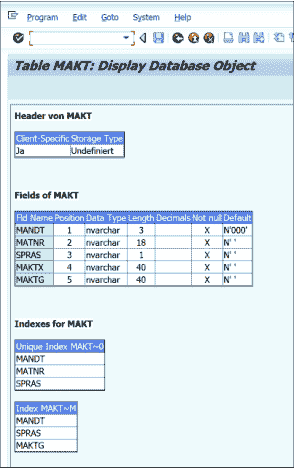 Program Edit Goto System Help
Table MAKT: Display Database Object
Header von MAKT
Client-Specific Storage Type
Ja Undefiniert
Fields of MAKT
Fld Name Position Data Type Length Decimals Not null Default
MANDT 1 nvarchar 3 X N'000'
MATNR 2 nvarchar 18 X N' '
SPRAS 3 nvarchar 1 X N' '
MAKTX 4 nvarchar 40 X N' '
MAKTG 5 nvarchar 40 X N' '
Indexes for MAKT
Unique Index MAKT~0
MANDT
MATNR
SPRAS
Index MAKT~M
MANDT
SPRAS
MAKTG